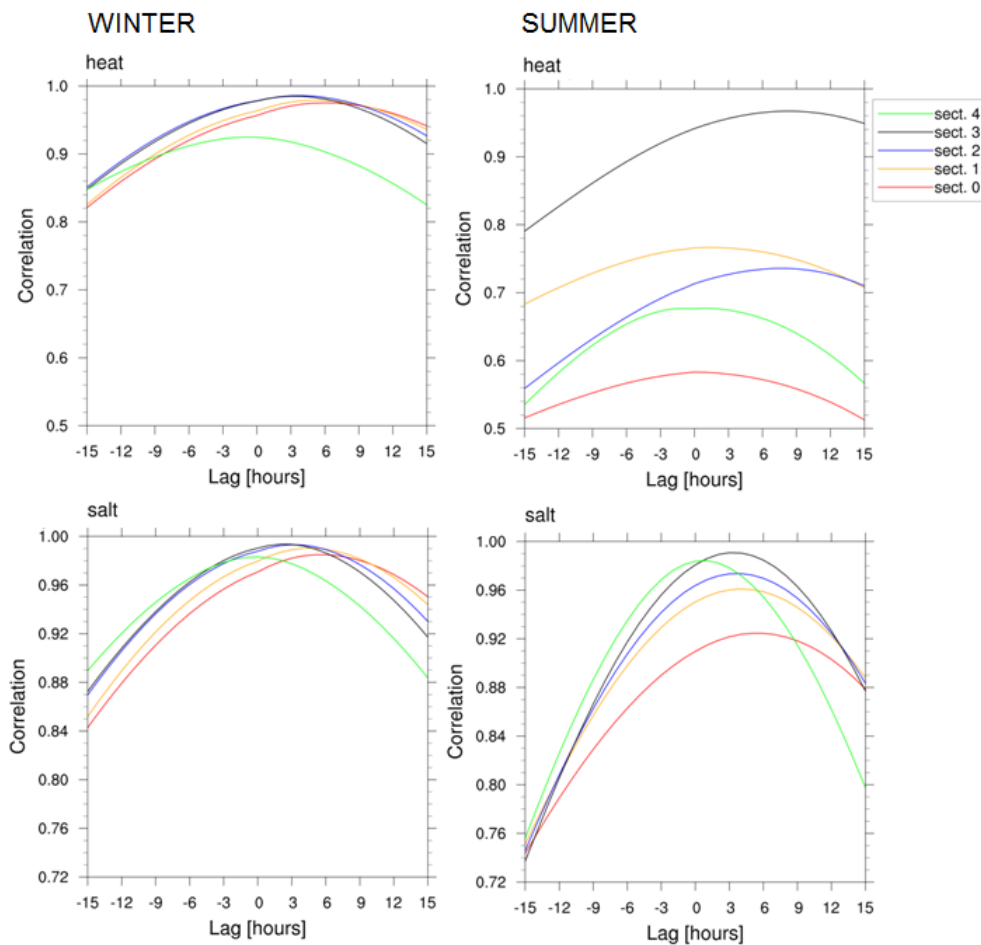 WINTER
SUMMER
heat
1.0
0.9
0.8
0.7
0.6
0.5
Correlation
-15 -12 -9 -6 -3 0 3 6 9 12 15
Lag [hours]
heat
1.0
0.9
0.8
0.7
0.6
0.5
Correlation
-15 -12 -9 -6 -3 0 3 6 9 12 15
Lag [hours]
sect. 4
sect. 3
sect. 2
sect. 1
sect. 0
salt
1.00
0.96
0.92
0.88
0.84
0.80
0.76
0.72
Correlation
-15 -12 -9 -6 -3 0 3 6 9 12 15
Lag [hours]
salt
1.00
0.96
0.92
0.88
0.84
0.80
0.76
0.72
Correlation
-15 -12 -9 -6 -3 0 3 6 9 12 15
Lag [hours]